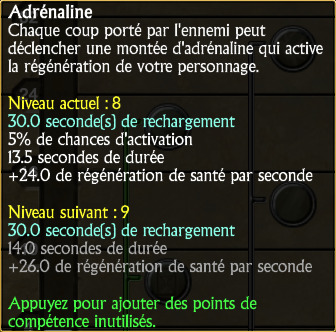 Adrénaline
Chaque coup porté par l'ennemi peut
déclencher une montée d'adrénaline qui active
la régénération de votre personnage.
Niveau actuel : 8
30.0 seconde(s) de rechargement
5% de chances d'activation
13.5 secondes de durée
+24.0 de régénération de santé par seconde
Niveau suivant : 9
30.0 seconde(s) de rechargement
14.0 secondes de durée
+26.0 de régénération de santé par seconde
Appuyez pour ajouter des points de
compétence inutilisés.